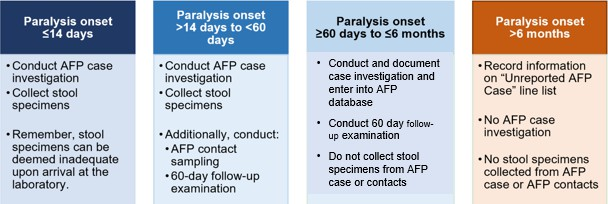 Paralysis onset
≤14 days
• Conduct AFP case
investigation
• Collect stool
specimens
• Remember, stool
specimens can be
deemed inadequate
upon arrival at the
laboratory.
Paralysis onset
>14 days to <60
days
• Conduct AFP case
investigation
• Collect stool
specimens
• Additionally, conduct:
• AFP contact
sampling
• 60-day follow-up
examination
Paralysis onset
≥60 days to ≤6 months
• Conduct and document
case investigation and
enter into AFP
database
• Conduct 60 day follow-
up examination
• Do not collect stool
specimens from AFP
case or contacts
Paralysis onset
>6 months
• Record information
on “Unreported AFP
Case” line list
• No AFP case
investigation
• No stool specimens
collected from AFP
case or AFP contacts